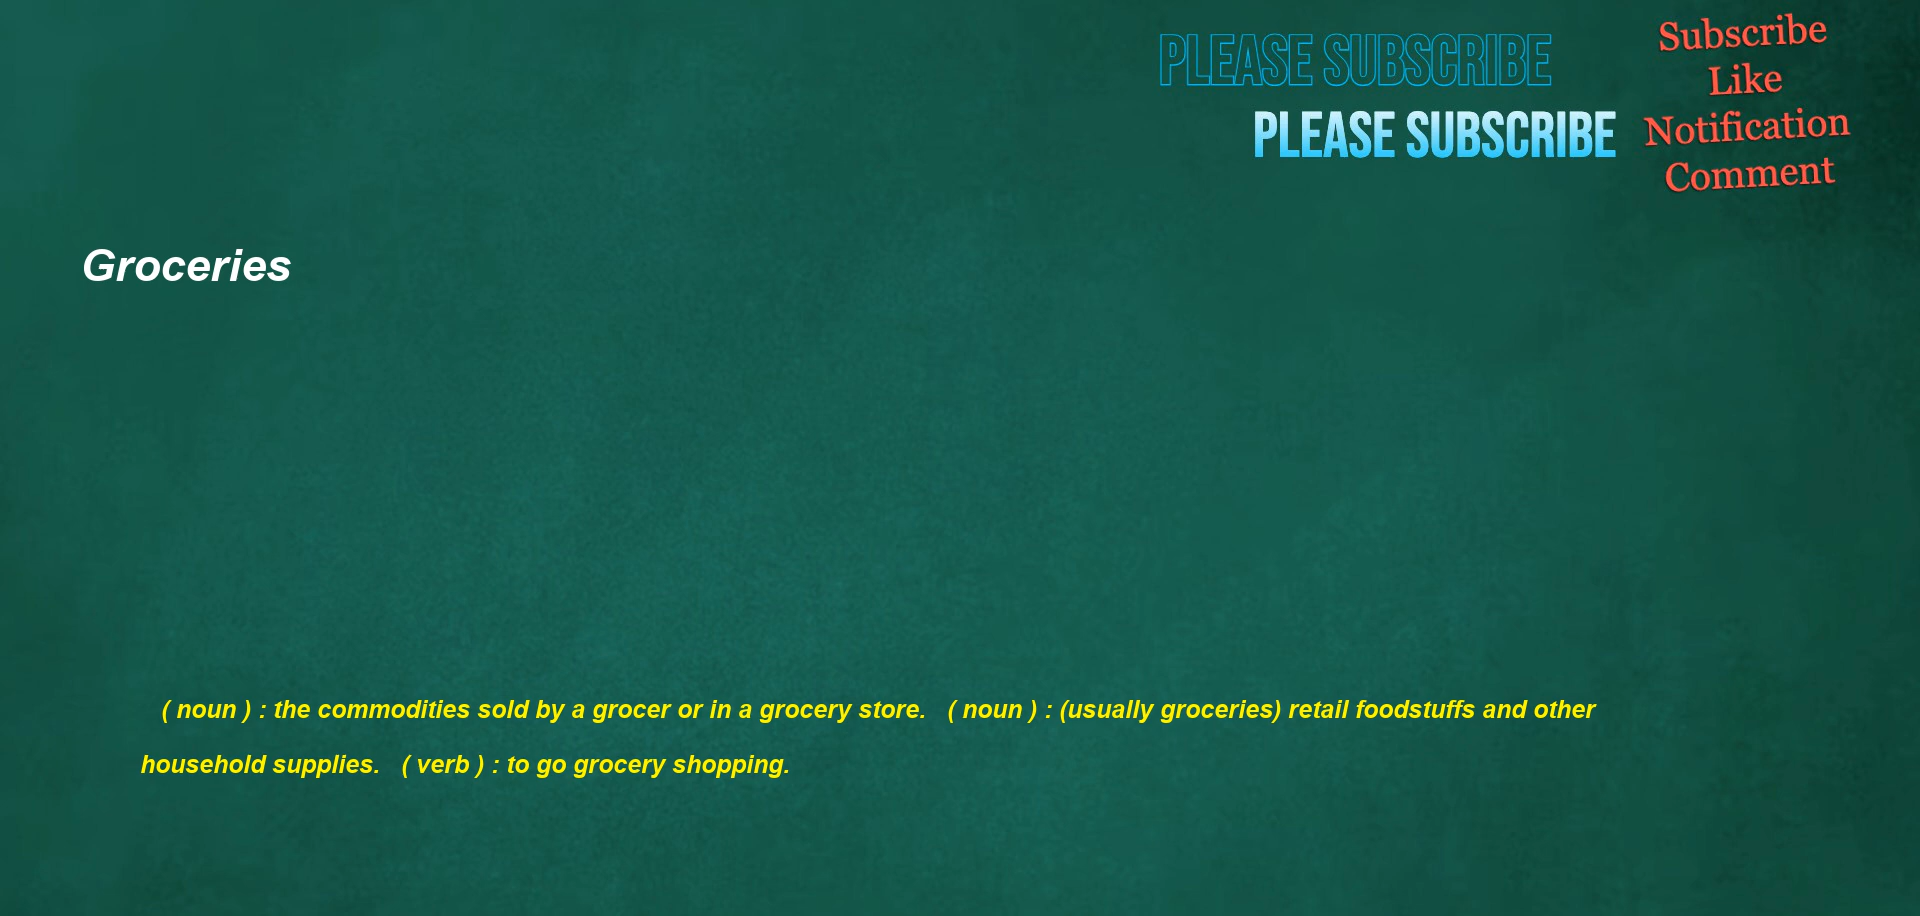 PLEASE SUBSCRIBE
PLEASE SUBSCRIBE
Subscribe
Like
Notification
Comment
Groceries
( noun ) : the commodities sold by a grocer or in a grocery store. ( noun ) : (usually groceries) retail foodstuffs and other
household supplies. ( verb ) : to go grocery shopping.